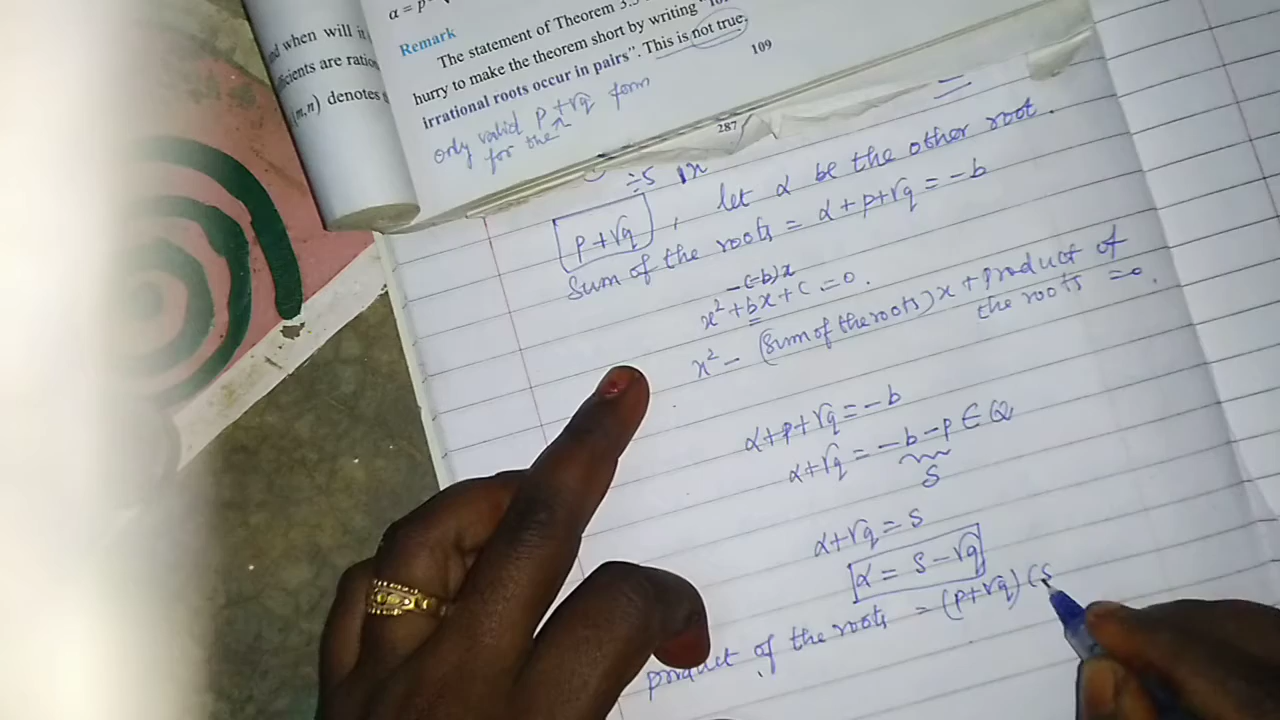 α = p
Remark
The statement of Theorem 3.5
hurry to make the theorem short by writing
irrational roots occur in pairs”. This is not true.
109
nd when will it
ficients are ration
(m,n) denotes
only valid p+√q form
for the
287
p+√q, let α be the other root.
Sum of the roots = α+p+√q = -b
-(-b)x
x²+bx+c=0.
x² - (Sum of the roots)x + product of
the roots =0.
α+p+√q = -b
α+√q = -b-p ∈ Q
s
α+√q = s
α = s-√q
product of the roots = (p+√q)(s